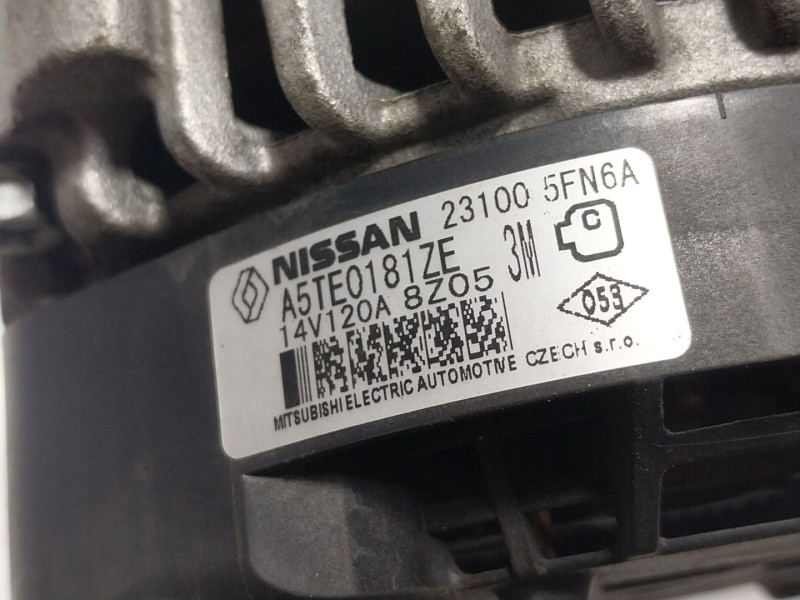 NISSAN 23100 5FN6A
A5TE0181ZE 3M C
14V120A 8Z05
053
MITSUBISHI ELECTRIC AUTOMOTIVE CZECH s.r.o.